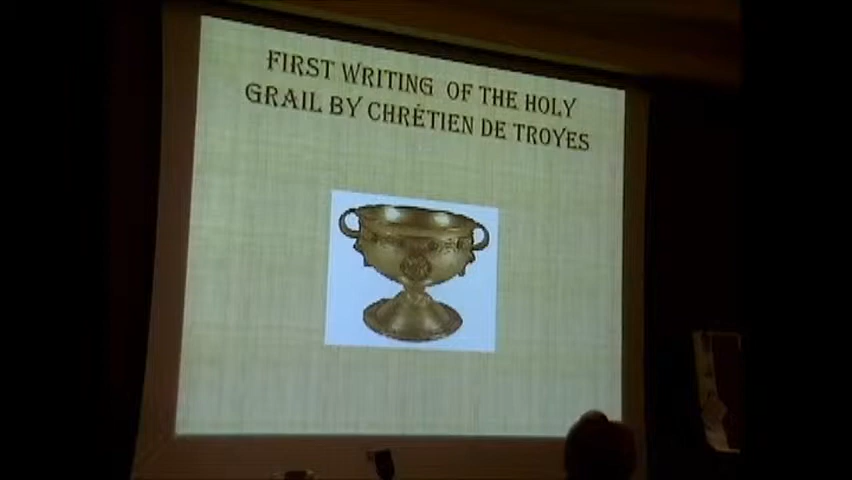 FIRST WRITING OF THE HOLY
GRAIL BY CHRÉTIEN DE TROYES